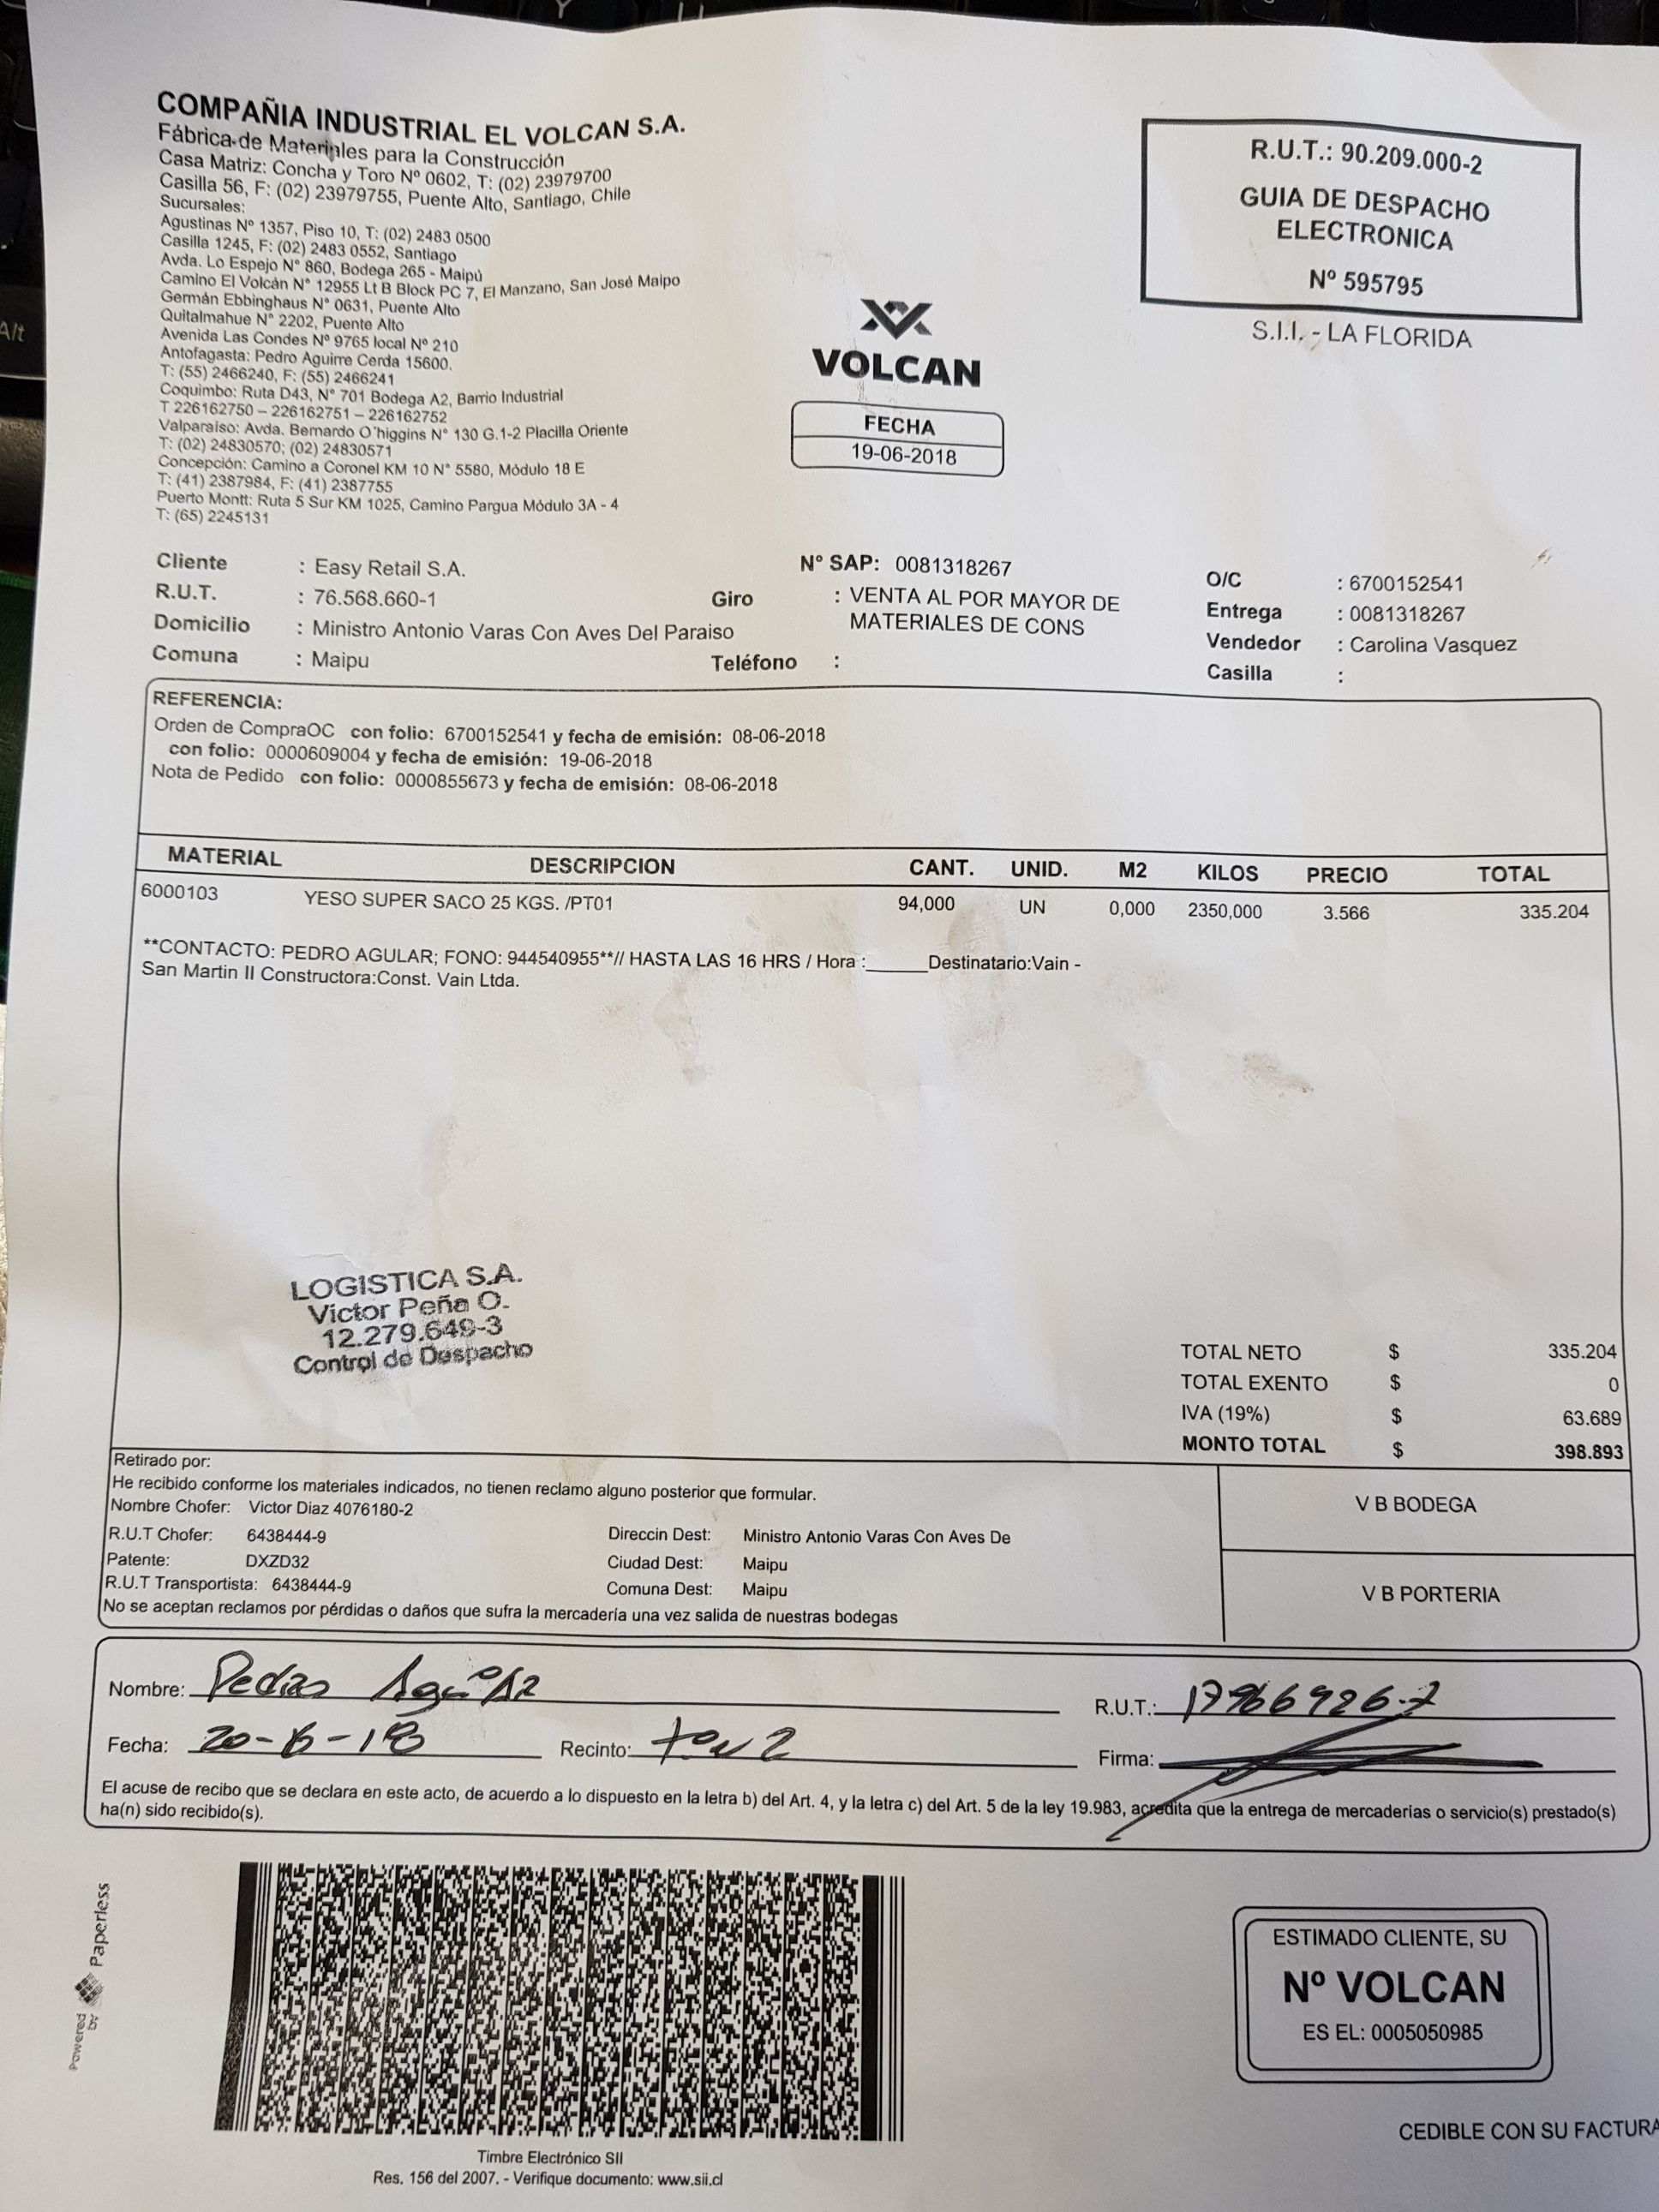 COMPAÑIA INDUSTRIAL EL VOLCAN S.A.
Fábrica de Materiales para la Construcción
Casa Matriz: Concha y Toro Nº 0602, T: (02) 23979700
Casilla 56, F: (02) 23979755, Puente Alto, Santiago, Chile
Sucursales:
Agustinas Nº 1357, Piso 10, T: (02) 2483 0500
Casilla 1245, F: (02) 2483 0552, Santiago
Avda. Lo Espejo N° 860, Bodega 265 - Maipú
Camino El Volcán N° 12955 Lt B Block PC 7, El Manzano, San José Maipo
Germán Ebbinghaus N° 0631, Puente Alto
Quitalmahue N° 2202, Puente Alto
Avenida Las Condes Nº 9765 local Nº 210
Antofagasta: Pedro Aguirre Cerda 15600.
T: (55) 2466240, F: (55) 2466241
Coquimbo: Ruta D43, N° 701 Bodega A2, Barrio Industrial
T 226162750 – 226162751 – 226162752
Valparaíso: Avda. Bernardo O´higgins N° 130 G.1-2 Placilla Oriente
T: (02) 24830570; (02) 24830571
Concepción: Camino a Coronel KM 10 N° 5580, Módulo 18 E
T: (41) 2387984, F: (41) 2387755
Puerto Montt: Ruta 5 Sur KM 1025, Camino Pargua Módulo 3A - 4
T: (65) 2245131
VOLCAN
FECHA
19-06-2018
R.U.T.: 90.209.000-2
GUIA DE DESPACHO
ELECTRONICA
Nº 595795
S.I.I. - LA FLORIDA
Cliente : Easy Retail S.A. N° SAP: 0081318267 O/C : 6700152541
R.U.T. : 76.568.660-1 Giro : VENTA AL POR MAYOR DE Entrega : 0081318267
MATERIALES DE CONS
Domicilio : Ministro Antonio Varas Con Aves Del Paraiso Vendedor : Carolina Vasquez
Comuna : Maipu Teléfono : Casilla :
REFERENCIA:
Orden de CompraOC con folio: 6700152541 y fecha de emisión: 08-06-2018
con folio: 0000609004 y fecha de emisión: 19-06-2018
Nota de Pedido con folio: 0000855673 y fecha de emisión: 08-06-2018
MATERIAL DESCRIPCION CANT. UNID. M2 KILOS PRECIO TOTAL
6000103 YESO SUPER SACO 25 KGS. /PT01 94,000 UN 0,000 2350,000 3.566 335.204
**CONTACTO: PEDRO AGULAR; FONO: 944540955**// HASTA LAS 16 HRS / Hora :______Destinatario:Vain -
San Martin II Constructora:Const. Vain Ltda.
LOGISTICA S.A.
Victor Peña O.
12.279.649-3
Control de Despacho
TOTAL NETO $ 335.204
TOTAL EXENTO $ 0
IVA (19%) $ 63.689
MONTO TOTAL $ 398.893
Retirado por:
He recibido conforme los materiales indicados, no tienen reclamo alguno posterior que formular.
Nombre Chofer: Victor Diaz 4076180-2
R.U.T Chofer: 6438444-9 Direccin Dest: Ministro Antonio Varas Con Aves De
Patente: DXZD32 Ciudad Dest: Maipu
R.U.T Transportista: 6438444-9 Comuna Dest: Maipu
No se aceptan reclamos por pérdidas o daños que sufra la mercadería una vez salida de nuestras bodegas
V B BODEGA
V B PORTERIA
Nombre: R.U.T.:
Fecha: 20-6-18 Recinto: Firma:
El acuse de recibo que se declara en este acto, de acuerdo a lo dispuesto en la letra b) del Art. 4, y la letra c) del Art. 5 de la ley 19.983, acredita que la entrega de mercaderías o servicio(s) prestado(s)
ha(n) sido recibido(s).
Powered by Paperless
Timbre Electrónico SII
Res. 156 del 2007. - Verifique documento: www.sii.cl
ESTIMADO CLIENTE, SU
Nº VOLCAN
ES EL: 0005050985
CEDIBLE CON SU FACTURA
Alt